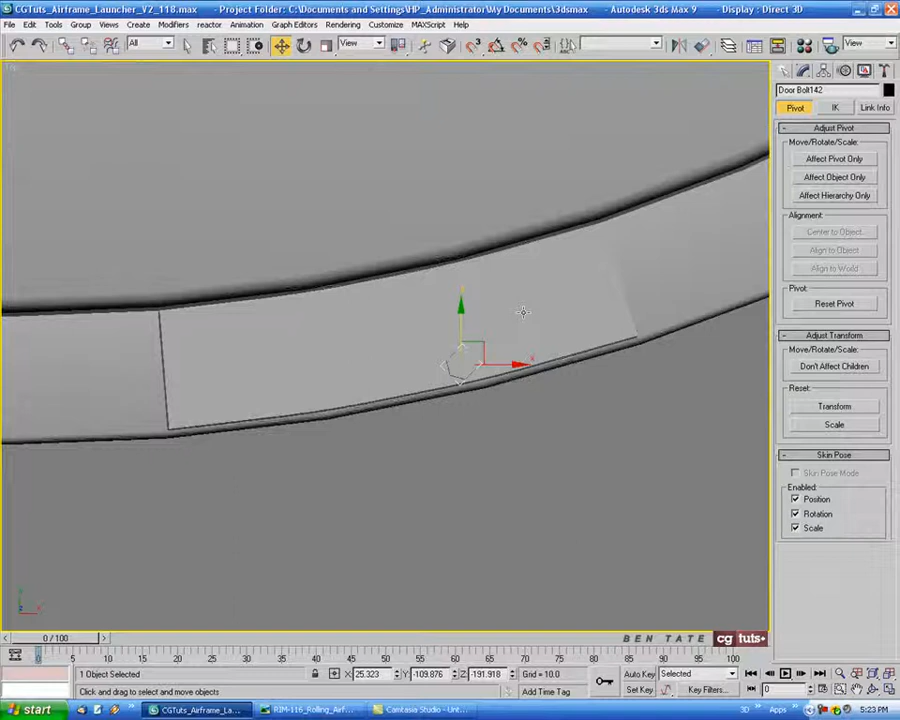 CGTuts_Airframe_Launcher_V2_118.max - Project Folder: C:\Documents and Settings\HP_Administrator\My Documents\3dsmax - Autodesk 3ds Max 9 - Display : Direct 3D
File Edit Tools Group Views Create Modifiers reactor Animation Graph Editors Rendering Customize MAXScript Help
All View View
Door Bolt142
Pivot IK Link Info
- Adjust Pivot
Move/Rotate/Scale:
Affect Pivot Only
Affect Object Only
Affect Hierarchy Only
Alignment:
Center to Object
Align to Object
Align to World
Pivot:
Reset Pivot
- Adjust Transform
Move/Rotate/Scale:
Don't Affect Children
Reset:
Transform
Scale
- Skin Pose
Skin Pose Mode
Enabled:
Position
Rotation
Scale
x
BEN TATE cg tuts+
< 0 / 100 >
0 5 10 15 20 25 30 35 40 45 50 55 60 65 70 75 80 85 90 95 100
1 Object Selected X: 25.323 Y: -109.876 Z: -191.918 Grid = 10.0 Auto Key Selected
Click and drag to select and move objects Add Time Tag Set Key Key Filters... 0
start CGTuts_Airframe_La... RIM-116_Rolling_Airf... Camtasia Studio - Unt... 3D Apps 5:23 PM